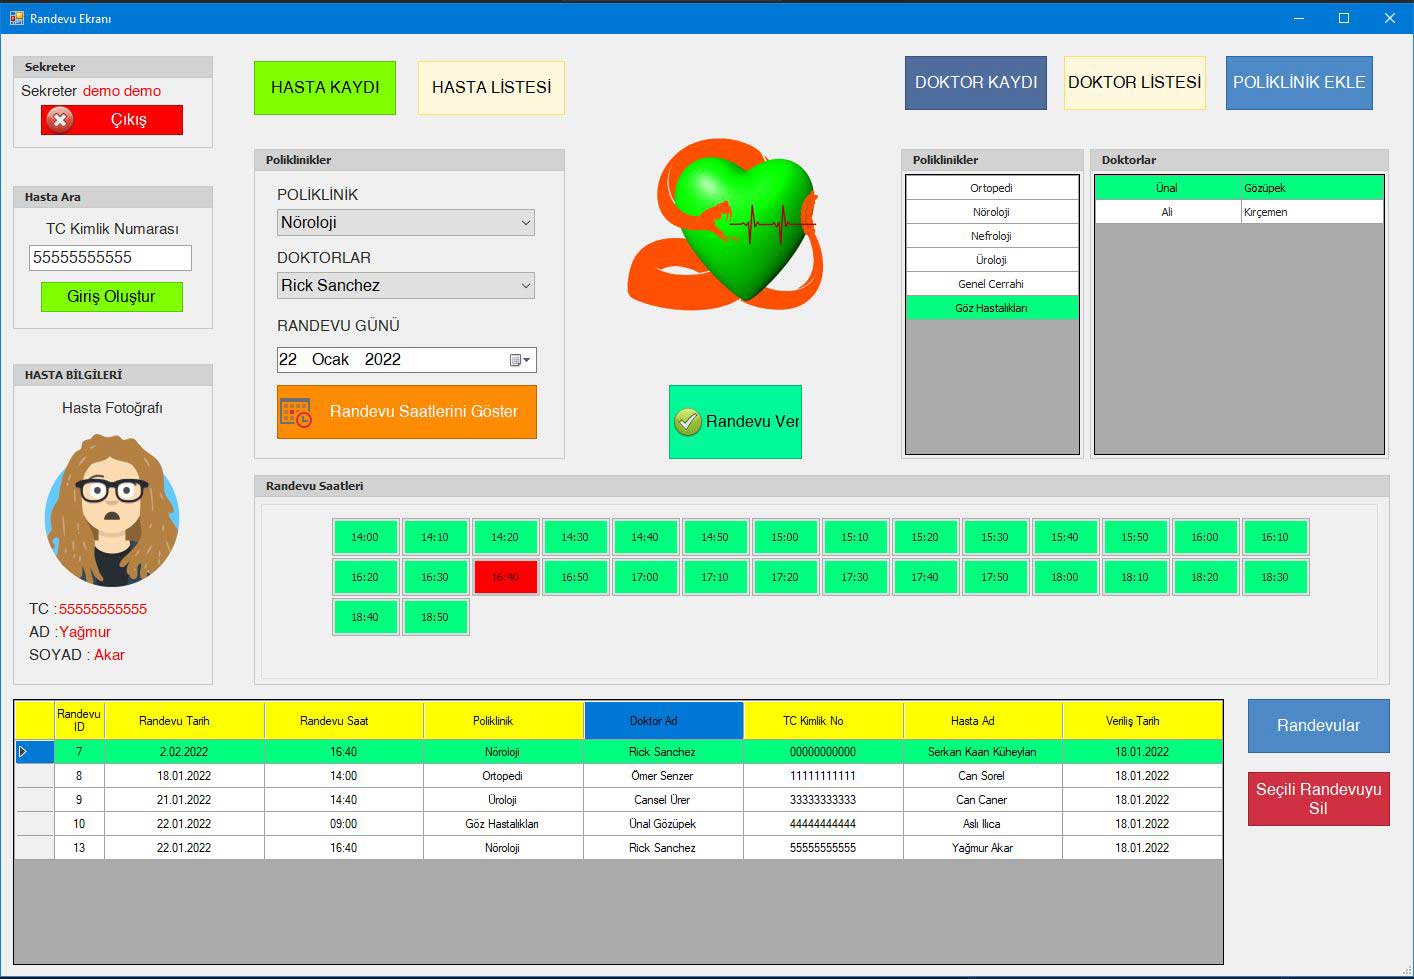 Randevu Ekranı
Sekreter
Sekreter demo demo
Çıkış
HASTA KAYDI
HASTA LİSTESİ
DOKTOR KAYDI
DOKTOR LİSTESİ
POLİKLİNİK EKLE
Hasta Ara
TC Kimlik Numarası
55555555555
Giriş Oluştur
HASTA BİLGİLERİ
Hasta Fotoğrafı
TC :55555555555
AD :Yağmur
SOYAD : Akar
Poliklinikler
POLİKLİNİK
Nöroloji
DOKTORLAR
Rick Sanchez
RANDEVU GÜNÜ
22 Ocak 2022
Randevu Saatlerini Göster
Randevu Ver
Poliklinikler
Ortopedi
Nöroloji
Nefroloji
Üroloji
Genel Cerrahi
Göz Hastalıkları
Doktorlar
Ünal Gözüpek
Ali Kırçemen
Randevu Saatleri
14:00 14:10 14:20 14:30 14:40 14:50 15:00 15:10 15:20 15:30 15:40 15:50 16:00 16:10
16:20 16:30 16:40 16:50 17:00 17:10 17:20 17:30 17:40 17:50 18:00 18:10 18:20 18:30
18:40 18:50
Randevu ID Randevu Tarih Randevu Saat Poliklinik Doktor Ad TC Kimlik No Hasta Ad Veriliş Tarih
7 2.02.2022 16:40 Nöroloji Rick Sanchez 00000000000 Serkan Kaan Küheylan 18.01.2022
8 18.01.2022 14:00 Ortopedi Ömer Senzer 11111111111 Can Sorel 18.01.2022
9 21.01.2022 14:40 Üroloji Cansel Ürer 33333333333 Can Caner 18.01.2022
10 22.01.2022 09:00 Göz Hastalıkları Ünal Gözüpek 44444444444 Aslı Ilıca 18.01.2022
13 22.01.2022 16:40 Nöroloji Rick Sanchez 55555555555 Yağmur Akar 18.01.2022
Randevular
Seçili Randevuyu
Sil